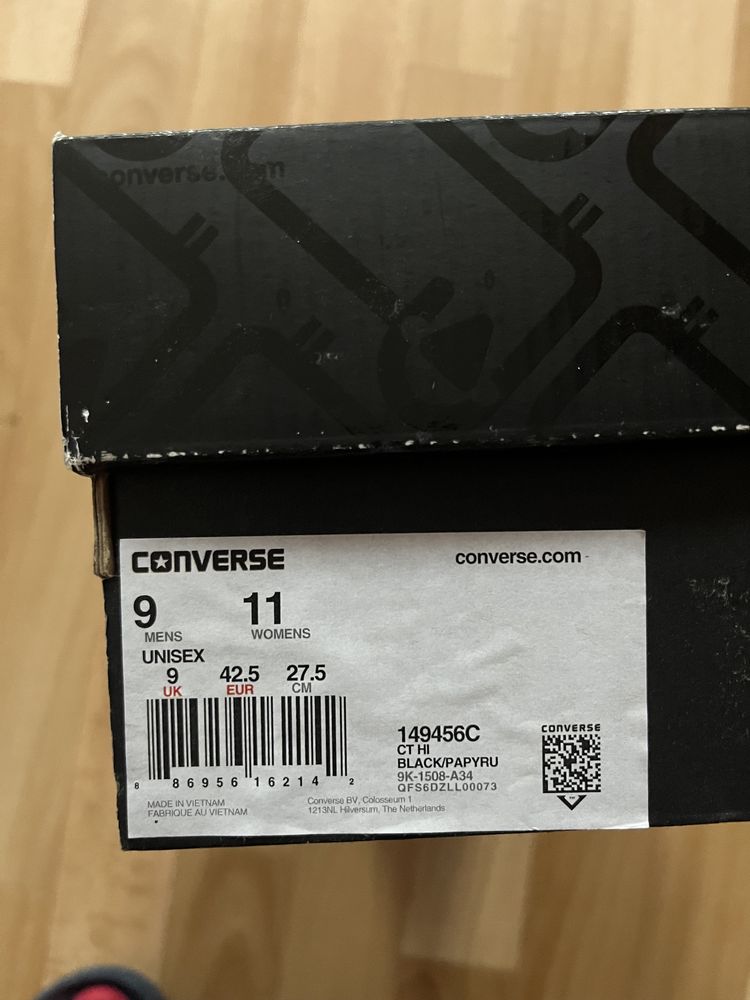 converse.com
CONVERSE
converse.com
9 11
MENS WOMENS
UNISEX
9 42.5 27.5
UK EUR CM
149456C
CT HI
BLACK/PAPYRU
9K-1508-A34
QFS6DZLL00073
CONVERSE
8 86956 16214 2
MADE IN VIETNAM
FABRIQUE AU VIETNAM
Converse BV, Colosseum 1
1213NL Hilversum, The Netherlands